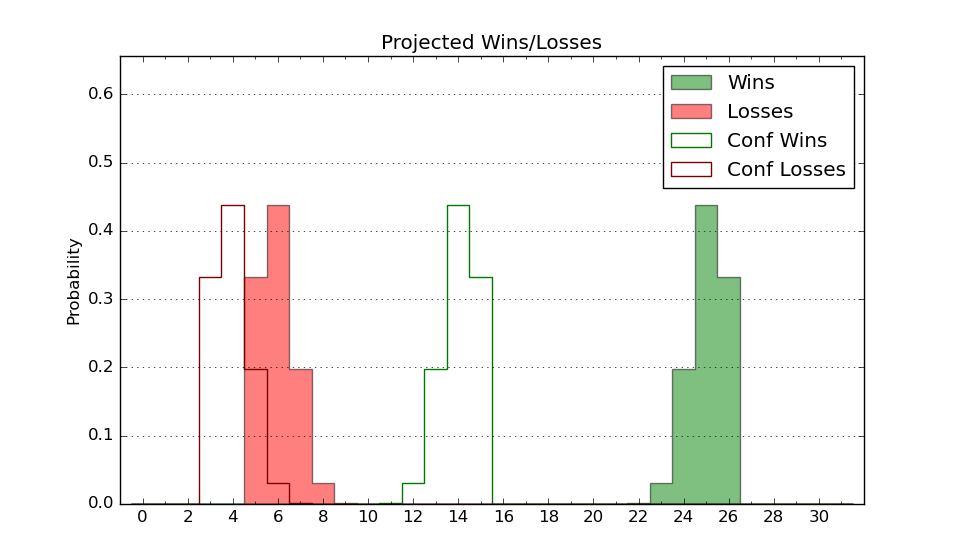 Projected Wins/Losses
Wins
Losses
Conf Wins
Conf Losses
Probability
0.6
0.5
0.4
0.3
0.2
0.1
0.0
0 2 4 6 8 10 12 14 16 18 20 22 24 26 28 30